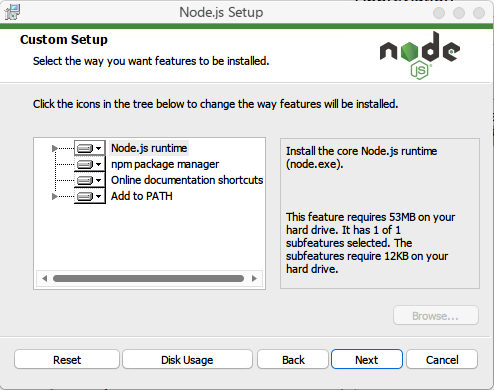 Node.js Setup
Custom Setup
Select the way you want features to be installed.
node
JS
Click the icons in the tree below to change the way features will be installed.
Node.js runtime
npm package manager
Online documentation shortcuts
Add to PATH
Install the core Node.js runtime
(node.exe).
This feature requires 53MB on your
hard drive. It has 1 of 1
subfeatures selected. The
subfeatures require 12KB on your
hard drive.
Browse...
Reset
Disk Usage
Back
Next
Cancel